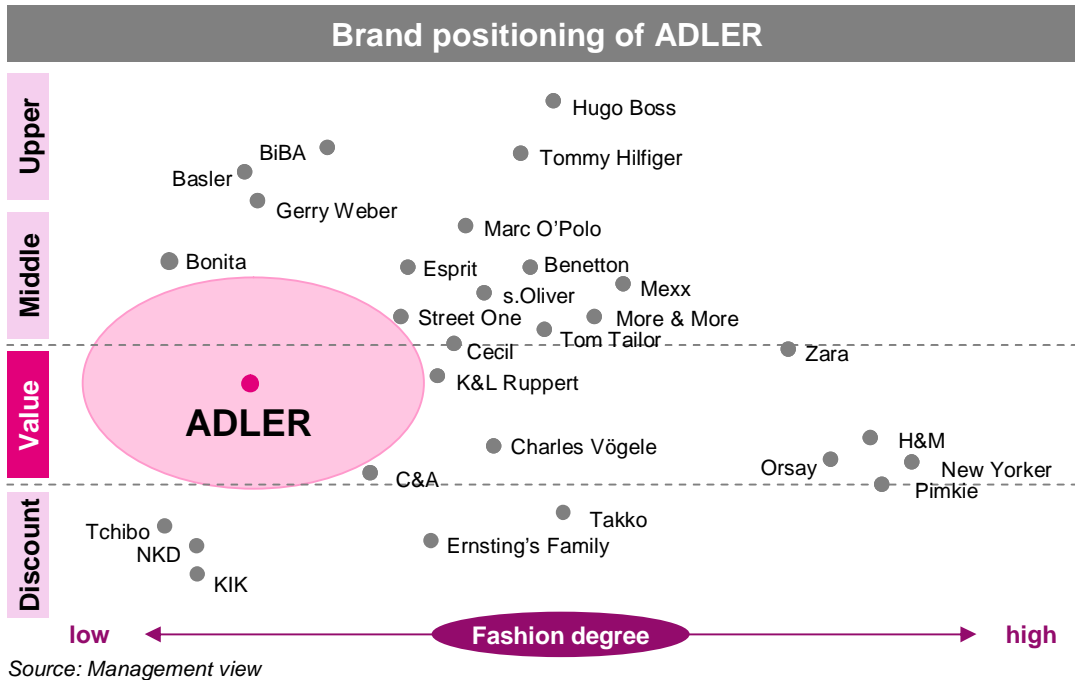 Brand positioning of ADLER
Upper
Hugo Boss
BiBA
Tommy Hilfiger
Basler
Gerry Weber
Middle
Marc O’Polo
Bonita
Esprit
Benetton
Mexx
s.Oliver
Street One
More & More
Tom Tailor
Cecil
Zara
Value
K&L Ruppert
ADLER
Charles Vögele
H&M
Orsay
New Yorker
C&A
Pimkie
Discount
Takko
Tchibo
Ernsting’s Family
NKD
KIK
low
Fashion degree
high
Source: Management view